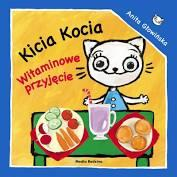 Anita Głowińska
Kicia Kocia
Witaminowe
przyjęcie
Media Rodzina